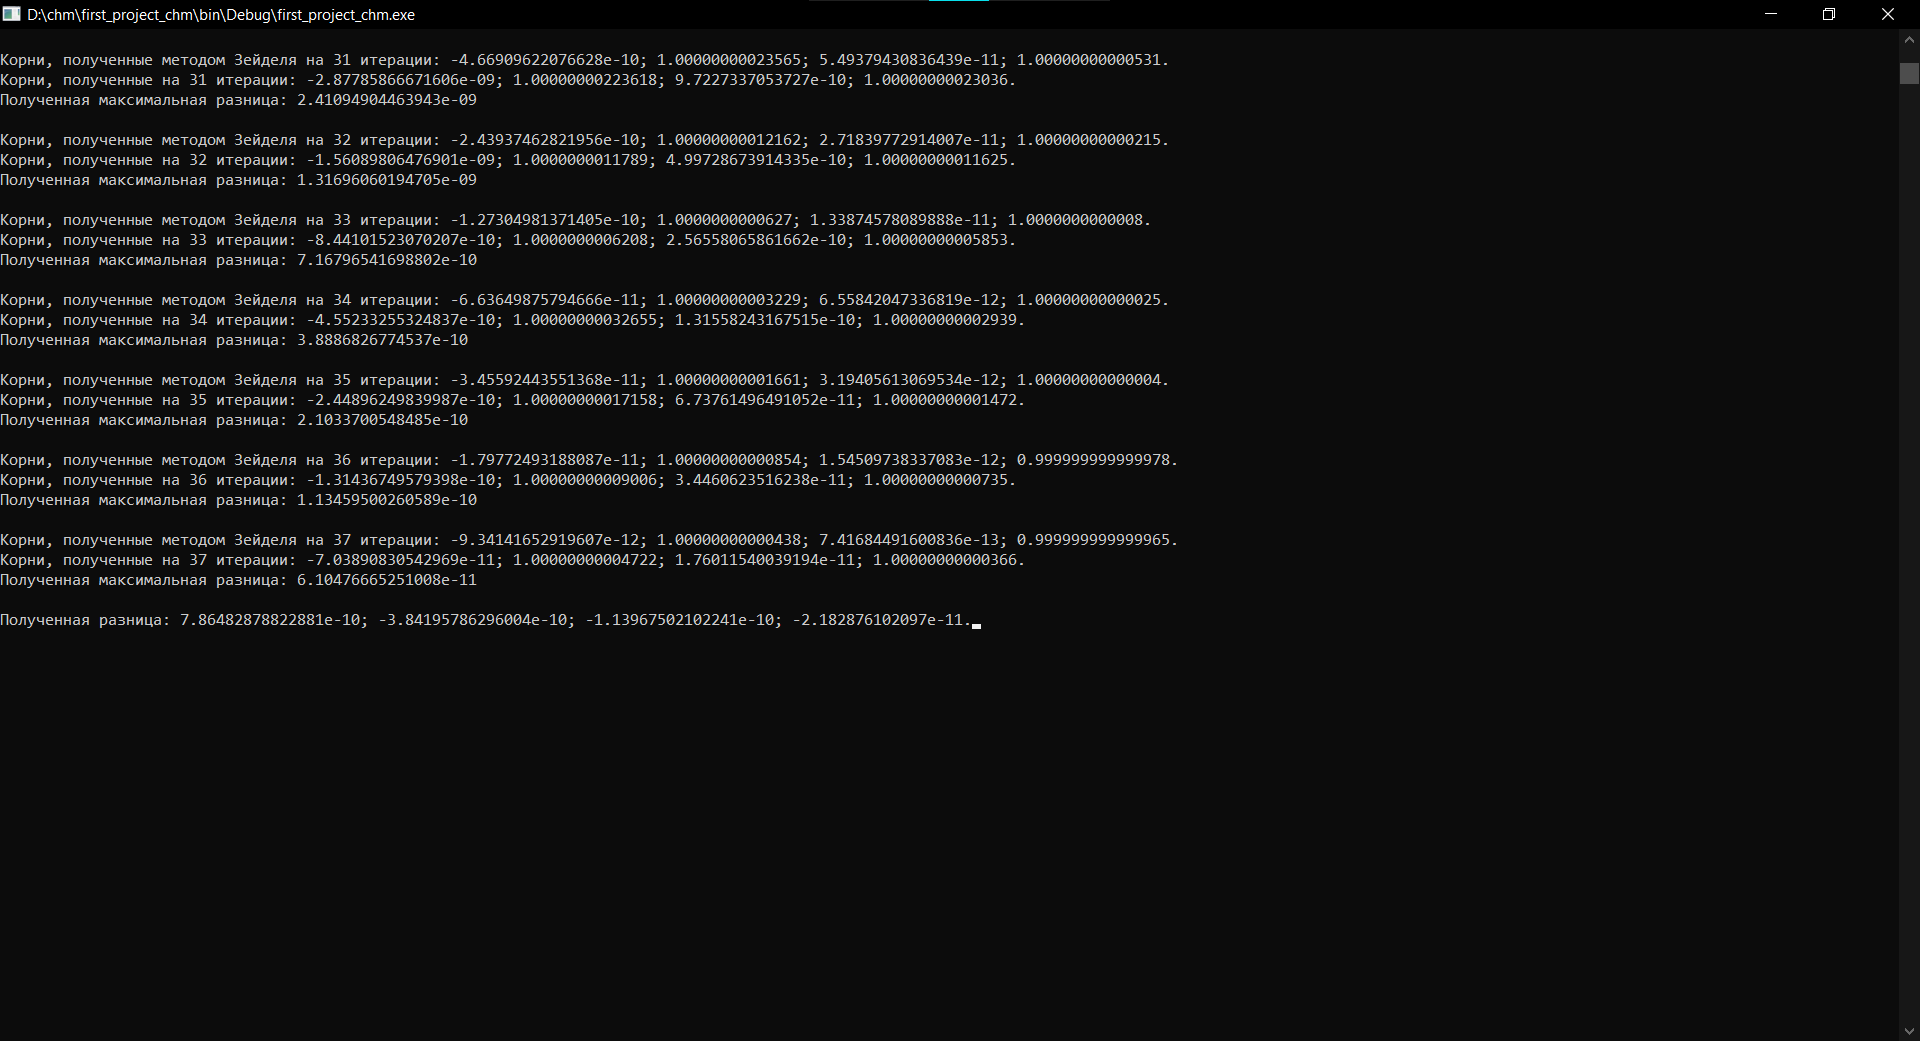 D:\chm\first_project_chm\bin\Debug\first_project_chm.exe
Корни, полученные методом Зейделя на 31 итерации: -4.66909622076628e-10; 1.00000000023565; 5.49379430836439e-11; 1.00000000000531.
Корни, полученные на 31 итерации: -2.87785866671606e-09; 1.00000000223618; 9.7227337053727e-10; 1.00000000023036.
Полученная максимальная разница: 2.41094904463943e-09
Корни, полученные методом Зейделя на 32 итерации: -2.43937462821956e-10; 1.00000000012162; 2.71839772914007e-11; 1.00000000000215.
Корни, полученные на 32 итерации: -1.56089806476901e-09; 1.0000000011789; 4.99728673914335e-10; 1.00000000011625.
Полученная максимальная разница: 1.31696060194705e-09
Корни, полученные методом Зейделя на 33 итерации: -1.27304981371405e-10; 1.0000000000627; 1.33874578089888e-11; 1.0000000000008.
Корни, полученные на 33 итерации: -8.44101523070207e-10; 1.0000000006208; 2.56558065861662e-10; 1.00000000005853.
Полученная максимальная разница: 7.16796541698802e-10
Корни, полученные методом Зейделя на 34 итерации: -6.63649875794666e-11; 1.00000000003229; 6.55842047336819e-12; 1.00000000000025.
Корни, полученные на 34 итерации: -4.55233255324837e-10; 1.00000000032655; 1.31558243167515e-10; 1.00000000002939.
Полученная максимальная разница: 3.8886826774537e-10
Корни, полученные методом Зейделя на 35 итерации: -3.45592443551368e-11; 1.00000000001661; 3.19405613069534e-12; 1.00000000000004.
Корни, полученные на 35 итерации: -2.44896249839987e-10; 1.00000000017158; 6.73761496491052e-11; 1.00000000001472.
Полученная максимальная разница: 2.1033700548485e-10
Корни, полученные методом Зейделя на 36 итерации: -1.79772493188087e-11; 1.00000000000854; 1.54509738337083e-12; 0.999999999999978.
Корни, полученные на 36 итерации: -1.31436749579398e-10; 1.00000000009006; 3.4460623516238e-11; 1.00000000000735.
Полученная максимальная разница: 1.13459500260589e-10
Корни, полученные методом Зейделя на 37 итерации: -9.34141652919607e-12; 1.00000000000438; 7.41684491600836e-13; 0.999999999999965.
Корни, полученные на 37 итерации: -7.03890830542969e-11; 1.00000000004722; 1.76011540039194e-11; 1.00000000000366.
Полученная максимальная разница: 6.10476665251008e-11
Полученная разница: 7.86482878822881e-10; -3.84195786296004e-10; -1.13967502102241e-10; -2.182876102097e-11.